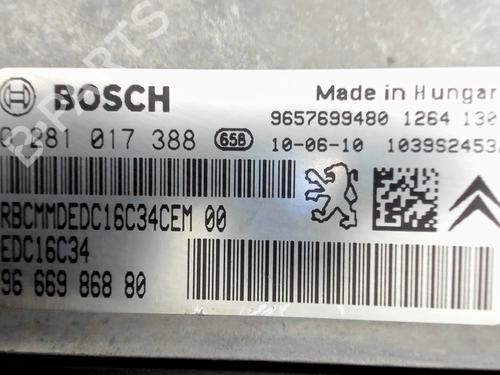 BOSCH
Made in Hungar
9657699480 1264 130
0 281 017 388 658 10-06-10 1039S2453
RBCMMDEDC16C34CEM 00
EDC16C34
96 669 868 80